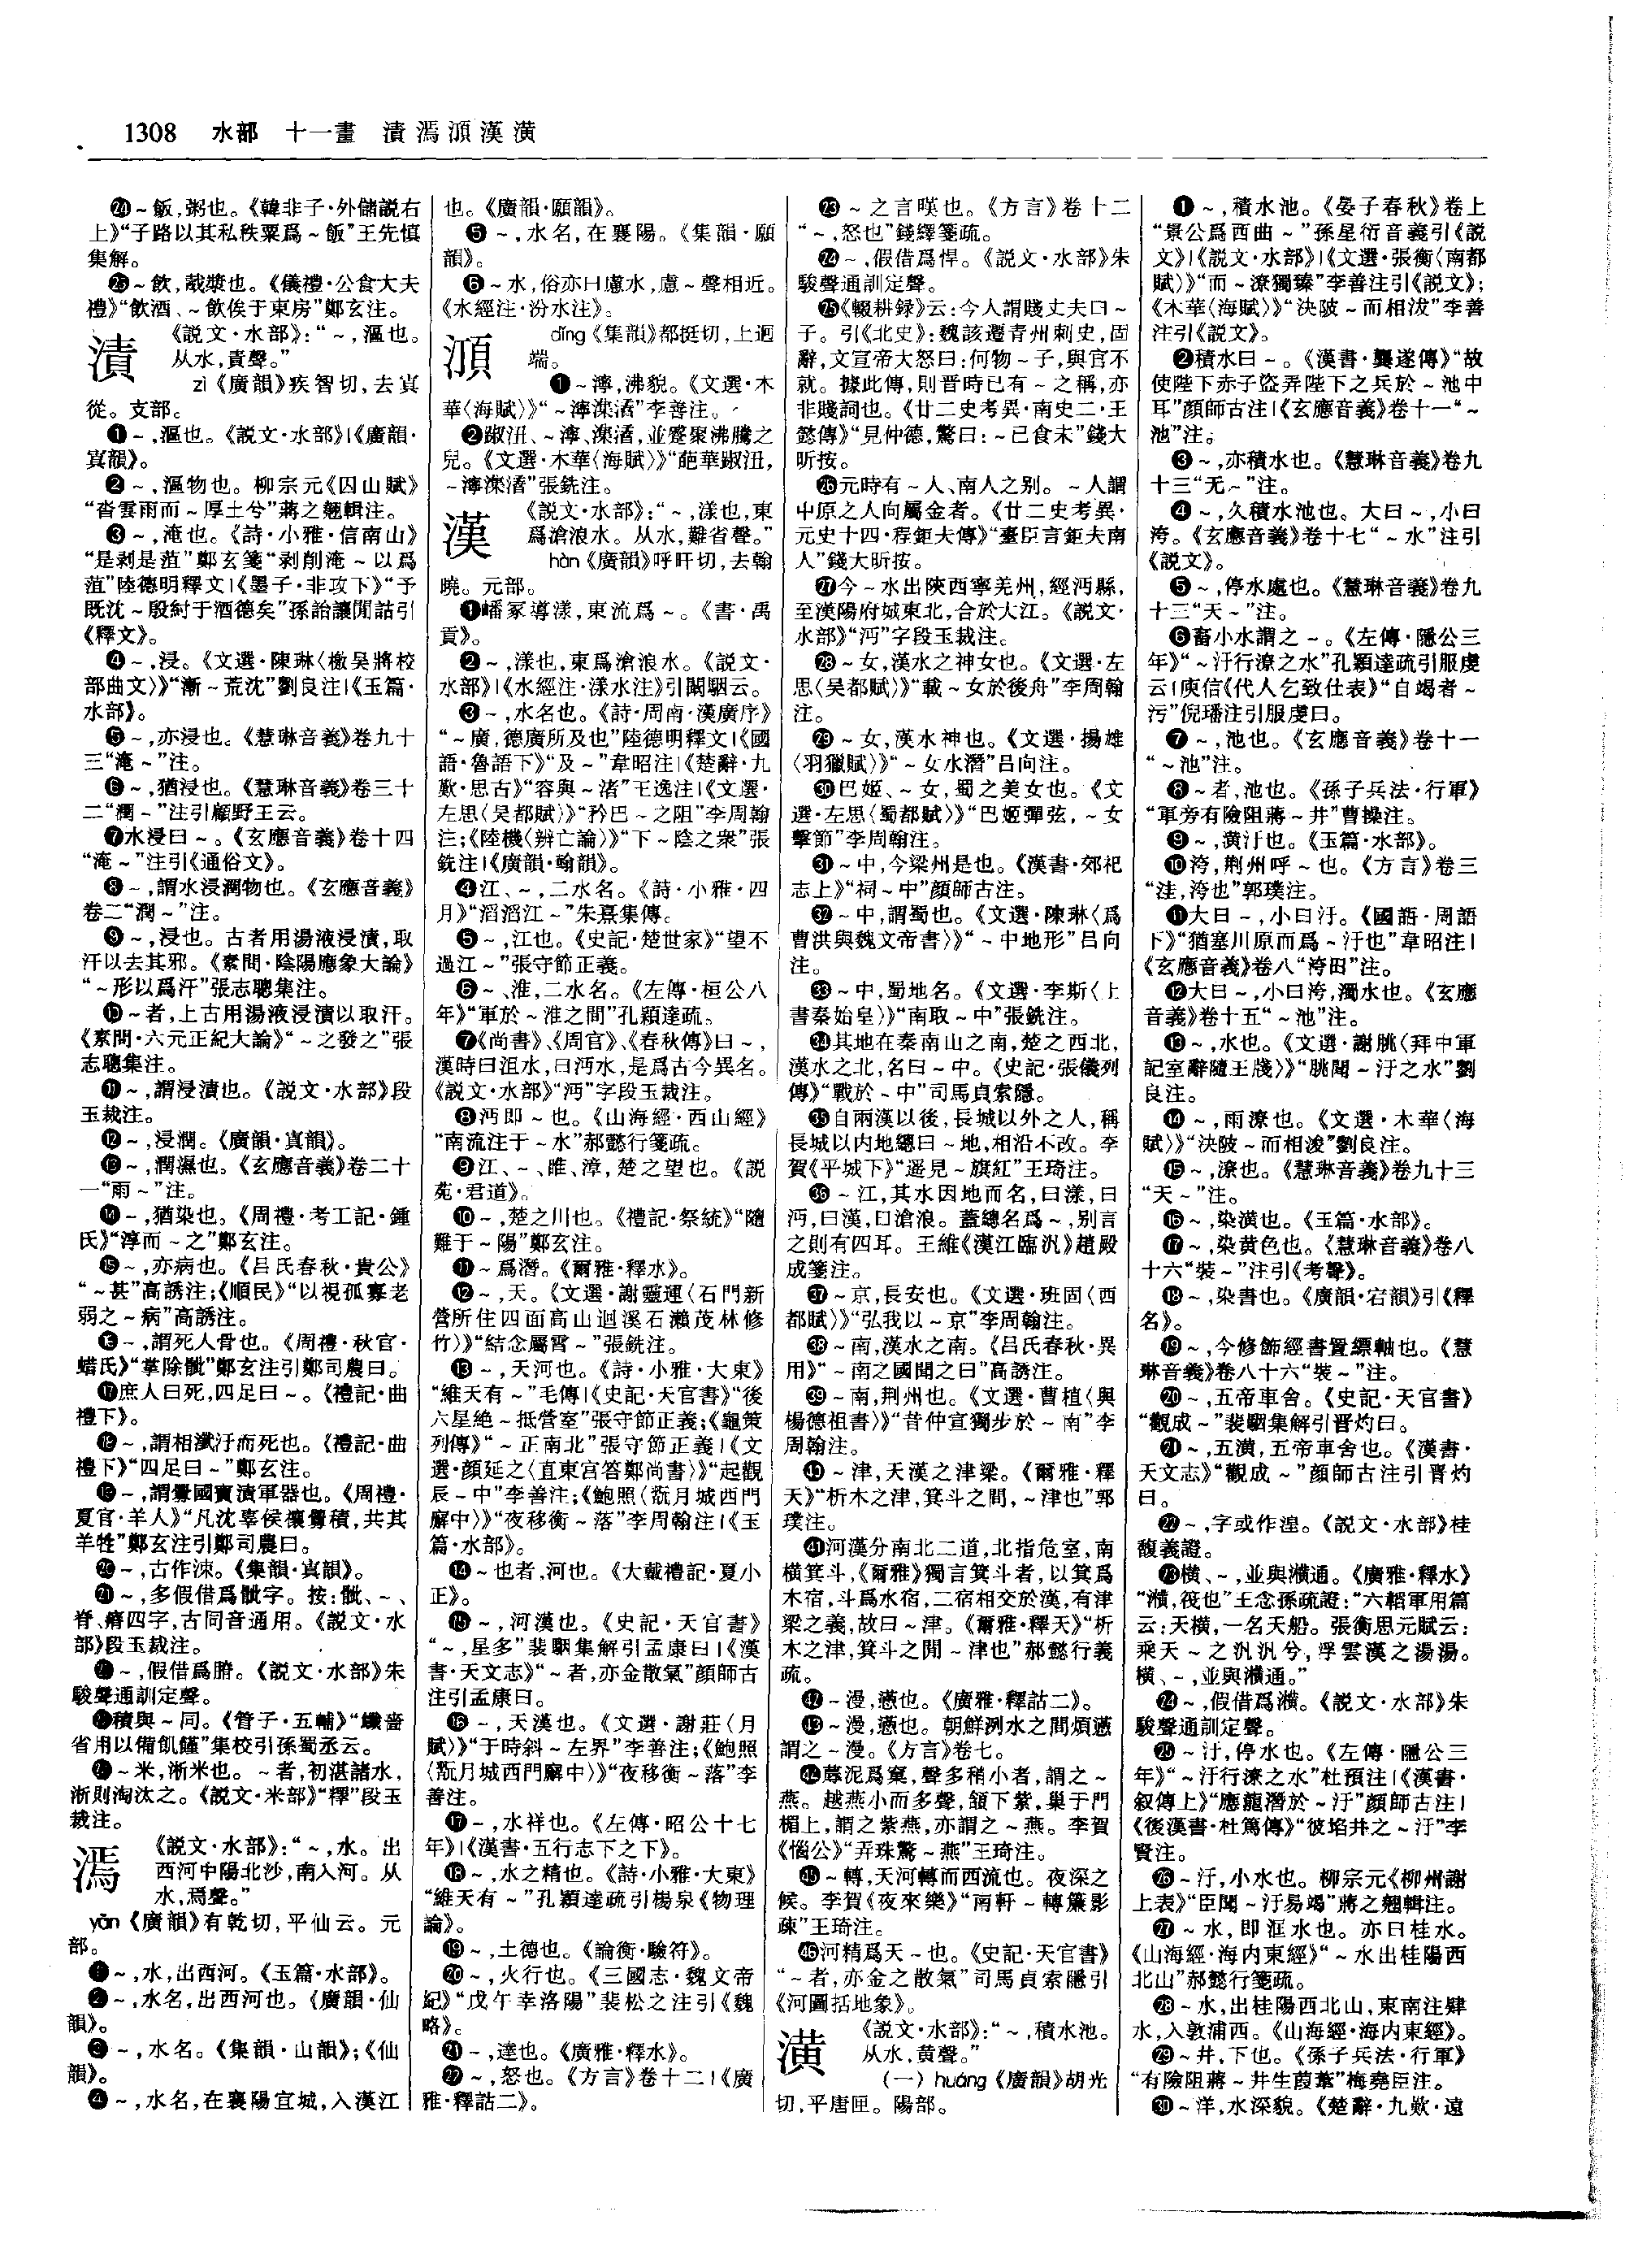 1308 水部 十一畫 漬漹濎漢潢
㉔~飯,粥也。《韓非子·外儲説右
上》“子路以其私秩粟爲~飯”王先慎
集解。
㉕~飲,胾漿也。《儀禮·公食大夫
禮》“飲酒、~飲俟于東房”鄭玄注。
漬
《説文·水部》:“~,漚也。
从水,責聲。”
zì《廣韻》疾智切,去寘
從。支部。
❶~,漚也。《説文·水部》|《廣韻·
寘韻》。
❷~,漚物也。柳宗元《囚山賦》
“沓雲雨而~厚土兮”蔣之翹輯注。
❸~,淹也。《詩·小雅·信南山》
“是剥是菹”鄭玄箋“剥削淹~以爲
菹”陸德明釋文|《墨子·非攻下》“予
既沈~殷紂于酒德矣”孫詒讓閒詁引
《釋文》。
❹~,浸。《文選·陳琳〈檄吴將校
部曲文〉》“漸~荒沈”劉良注|《玉篇·
水部》。
❺~,亦浸也。《慧琳音義》卷九十
三“淹~”注。
❻~,猶浸也。《慧琳音義》卷三十
二“潤~”注引顧野王云。
❼水浸曰~。《玄應音義》卷十四
“淹~”注引《通俗文》。
❽~,謂水浸潤物也。《玄應音義》
卷二“潤~”注。
❾~,浸也。古者用湯液浸漬,取
汗以去其邪。《素問·陰陽應象大論》
“~形以爲汗”張志聰集注。
❿~者,上古用湯液浸漬以取汗。
《素問·六元正紀大論》“~之發之”張
志聰集注。
⓫~,謂浸漬也。《説文·水部》段
玉裁注。
⓬~,浸潤。《廣韻·寘韻》。
⓭~,潤濕也。《玄應音義》卷二十
一“雨~”注。
⓮~,猶染也。《周禮·考工記·鍾
氏》“淳而~之”鄭玄注。
⓯~,亦病也。《吕氏春秋·貴公》
“~甚”高誘注;《順民》“以視孤寡老
弱之~病”高誘注。
⓰~,謂死人骨也。《周禮·秋官·
蜡氏》“掌除骴”鄭玄注引鄭司農曰。
⓱庶人曰死,四足曰~。《禮記·曲
禮下》。
⓲~,謂相瀸汙而死也。《禮記·曲
禮下》“四足曰~”鄭玄注。
⓳~,謂釁國寶漬軍器也。《周禮·
夏官·羊人》“凡沈辜侯禳釁積,共其
羊牲”鄭玄注引鄭司農曰。
⓴~,古作㳿。《集韻·寘韻》。
㉑~,多假借爲骴字。按:骴、~、
脊、瘠四字,古同音通用。《説文·水
部》段玉裁注。
㉒~,假借爲腈。《説文·水部》朱
駿聲通訓定聲。
㉓積與~同。《管子·五輔》“纖嗇
省用以備飢饉”集校引孫蜀丞云。
㉔~米,淅米也。~者,初湛諸水,
淅則淘汰之。《説文·米部》“釋”段玉
裁注。
漹
《説文·水部》:“~,水。出
西河中陽北沙,南入河。从
水,焉聲。”
yān《廣韻》有乾切,平仙云。元
部。
❶~,水,出西河。《玉篇·水部》。
❷~,水名,出西河也。《廣韻·仙
韻》。
❸~,水名。《集韻·山韻》;《仙
韻》。
❹~,水名,在襄陽宜城,入漢江
也。《廣韻·願韻》。
❺~,水名,在襄陽。《集韻·願
韻》。
❻~水,俗亦曰慮水,慮~聲相近。
《水經注·汾水注》。
濎
dǐng《集韻》都挺切,上迥
端。
❶~濘,沸貌。《文選·木
華〈海賦〉》“~濘潗㵫”李善注。
❷㴒沑、~濘、潗㵫,並蹙聚沸騰之
皃。《文選·木華〈海賦〉》“葩華㴒沑,
~濘潗㵫”張銑注。
漢
《説文·水部》:“~,漾也,東
爲滄浪水。从水,難省聲。”
hàn《廣韻》呼旰切,去翰
曉。元部。
❶嶓冢導漾,東流爲~。《書·禹
貢》。
❷~,漾也,東爲滄浪水。《説文·
水部》|《水經注·漾水注》引闞駰云。
❸~,水名也。《詩·周南·漢廣序》
“~廣,德廣所及也”陸德明釋文|《國
語·魯語下》“及~”韋昭注|《楚辭·九
歎·思古》“容與~渚”王逸注|《文選·
左思〈吴都賦〉》“矜巴~之阻”李周翰
注;《陸機〈辨亡論〉》“下~陰之衆”張
銑注|《廣韻·翰韻》。
❹江、~,二水名。《詩·小雅·四
月》“滔滔江~”朱熹集傳。
❺~,江也。《史記·楚世家》“望不
過江~”張守節正義。
❻~、淮,二水名。《左傳·桓公八
年》“軍於~淮之間”孔穎達疏。
❼《尚書》、《周官》、《春秋傳》曰~,
漢時曰沮水,曰沔水,是爲古今異名。
《説文·水部》“沔”字段玉裁注。
❽沔即~也。《山海經·西山經》
“南流注于~水”郝懿行箋疏。
❾江、~、雎、漳,楚之望也。《説
苑·君道》。
❿~,楚之川也。《禮記·祭統》“隨
難于~陽”鄭玄注。
⓫~爲潛。《爾雅·釋水》。
⓬~,天。《文選·謝靈運〈石門新
營所住四面高山迴溪石瀨茂林修
竹〉》“結念屬霄~”張銑注。
⓭~,天河也。《詩·小雅·大東》
“維天有~”毛傳|《史記·天官書》“後
六星絶~抵營室”張守節正義;《龜策
列傳》“~正南北”張守節正義|《文
選·顔延之〈直東宫答鄭尚書〉》“起觀
辰~中”李善注;《鮑照〈翫月城西門
廨中〉》“夜移衡~落”李周翰注|《玉
篇·水部》。
⓮~也者,河也。《大戴禮記·夏小
正》。
⓯~,河漢也。《史記·天官書》
“~,星多”裴駰集解引孟康曰|《漢
書·天文志》“~者,亦金散氣”顔師古
注引孟康曰。
⓰~,天漢也。《文選·謝莊〈月
賦〉》“于時斜~左界”李善注;《鮑照
〈翫月城西門廨中〉》“夜移衡~落”李
善注。
⓱~,水祥也。《左傳·昭公十七
年》|《漢書·五行志下之下》。
⓲~,水之精也。《詩·小雅·大東》
“維天有~”孔穎達疏引楊泉《物理
論》。
⓳~,土德也。《論衡·驗符》。
⓴~,火行也。《三國志·魏文帝
紀》“戊午幸洛陽”裴松之注引《魏
略》。
㉑~,達也。《廣雅·釋水》。
㉒~,怒也。《方言》卷十二|《廣
雅·釋詁二》。
㉓~之言暵也。《方言》卷十二
“~,怒也”錢繹箋疏。
㉔~,假借爲悍。《説文·水部》朱
駿聲通訓定聲。
㉕《輟耕録》云:今人謂賤丈夫曰~
子。引《北史》:魏該遷青州刺史,固
辭,文宣帝大怒曰:何物~子,與官不
就。據此傳,則晋時已有~之稱,亦
非賤詞也。《廿二史考異·南史二·王
懿傳》“見仲德,驚曰:~已食未”錢大
昕按。
㉖元時有~人、南人之别。~人謂
中原之人向屬金者。《廿二史考異·
元史十四·程鉅夫傳》“臺臣言鉅夫南
人”錢大昕按。
㉗今~水出陝西寧羌州,經沔縣,
至漢陽府城東北,合於大江。《説文·
水部》“沔”字段玉裁注。
㉘~女,漢水之神女也。《文選·左
思〈吴都賦〉》“載~女於後舟”李周翰
注。
㉙~女,漢水神也。《文選·揚雄
〈羽獵賦〉》“~女水潛”吕向注。
㉚巴姬、~女,蜀之美女也。《文
選·左思〈蜀都賦〉》“巴姬彈弦,~女
擊節”李周翰注。
㉛~中,今梁州是也。《漢書·郊祀
志上》“祠~中”顔師古注。
㉜~中,謂蜀也。《文選·陳琳〈爲
曹洪與魏文帝書〉》“~中地形”吕向
注。
㉝~中,蜀地名。《文選·李斯〈上
書秦始皇〉》“南取~中”張銑注。
㉞其地在秦南山之南,楚之西北,
漢水之北,名曰~中。《史記·張儀列
傳》“戰於~中”司馬貞索隱。
㉟自兩漢以後,長城以外之人,稱
長城以内地總曰~地,相沿不改。李
賀《平城下》“遥見~旗紅”王琦注。
㊱~江,其水因地而名,曰漾,曰
沔,曰漢,曰滄浪。蓋總名爲~,别言
之則有四耳。王維《漢江臨汎》趙殿
成箋注。
㊲~京,長安也。《文選·班固〈西
都賦〉》“弘我以~京”李周翰注。
㊳~南,漢水之南。《吕氏春秋·異
用》“~南之國聞之曰”高誘注。
㊴~南,荆州也。《文選·曹植〈與
楊德祖書〉》“昔仲宣獨步於~南”李
周翰注。
㊵~津,天漢之津梁。《爾雅·釋
天》“析木之津,箕斗之間,~津也”郭
璞注。
㊶河漢分南北二道,北指危室,南
横箕斗,《爾雅》獨言箕斗者,以箕爲
木宿,斗爲水宿,二宿相交於漢,有津
梁之義,故曰~津。《爾雅·釋天》“析
木之津,箕斗之閒~津也”郝懿行義
疏。
㊷~漫,懣也。《廣雅·釋詁二》。
㊸~漫,懣也。朝鮮洌水之間煩懣
謂之~漫。《方言》卷七。
㊹蓐泥爲窠,聲多稍小者,謂之~
燕。越燕小而多聲,頷下紫,巢于門
楣上,謂之紫燕,亦謂之~燕。李賀
《惱公》“弄珠驚~燕”王琦注。
㊺~轉,天河轉而西流也。夜深之
候。李賀《夜來樂》“南軒~轉簾影
疎”王琦注。
㊻河精爲天~也。《史記·天官書》
“~者,亦金之散氣”司馬貞索隱引
《河圖括地象》。
潢
《説文·水部》:“~,積水池。
从水,黄聲。”
(一) huáng《廣韻》胡光
切,平唐匣。陽部。
❶~,積水池。《晏子春秋》卷上
“景公爲西曲~”孫星衍音義引《説
文》|《説文·水部》|《文選·張衡〈南都
賦〉》“而~潦獨臻”李善注引《説文》;
《木華〈海賦〉》“決陂~而相沷”李善
注引《説文》。
❷積水曰~。《漢書·龔遂傳》“故
使陛下赤子盜弄陛下之兵於~池中
耳”顔師古注|《玄應音義》卷十一“~
池”注。
❸~,亦積水也。《慧琳音義》卷九
十三“无~”注。
❹~,久積水池也。大曰~,小曰
洿。《玄應音義》卷十七“~水”注引
《説文》。
❺~,停水處也。《慧琳音義》卷九
十三“天~”注。
❻畜小水謂之~。《左傳·隱公三
年》“~汙行潦之水”孔穎達疏引服虔
云|庾信《代人乞致仕表》“自竭者~
污”倪璠注引服虔曰。
❼~,池也。《玄應音義》卷十一
“~池”注。
❽~者,池也。《孫子兵法·行軍》
“軍旁有險阻蔣~井”曹操注。
❾~,潢汙也。《玉篇·水部》。
❿洿,荆州呼~也。《方言》卷三
“洼,洿也”郭璞注。
⓫大曰~,小曰汙。《國語·周語
下》“猶塞川原而爲~汙也”韋昭注|
《玄應音義》卷八“洿田”注。
⓬大曰~,小曰洿,濁水也。《玄應
音義》卷十五“~池”注。
⓭~,水也。《文選·謝朓〈拜中軍
記室辭隨王牋〉》“朓聞~汙之水”劉
良注。
⓮~,雨潦也。《文選·木華〈海
賦〉》“決陂~而相浚”劉良注。
⓯~,潦也。《慧琳音義》卷九十三
“天~”注。
⓰~,染潢也。《玉篇·水部》。
⓱~,染黄色也。《慧琳音義》卷八
十六“裝~”注引《考聲》。
⓲~,染書也。《廣韻·宕韻》引《釋
名》。
⓳~,今修飾經書置縹軸也。《慧
琳音義》卷八十六“裝~”注。
⓴~,五帝車舍。《史記·天官書》
“觀成~”裴駰集解引晋灼曰。
㉑~,五潢,五帝車舍也。《漢書·
天文志》“觀成~”顔師古注引晋灼
曰。
㉒~,字或作湟。《説文·水部》桂
馥義證。
㉓横、~,並與䉬通。《廣雅·釋水》
“䉬,筏也”王念孫疏證:“六韜軍用篇
云:天横,一名天船。張衡思元賦云:
乘天~之汎汎兮,浮雲漢之湯湯。
横、~,並與䉬通。”
㉔~,假借爲瀇。《説文·水部》朱
駿聲通訓定聲。
㉕~汙,停水也。《左傳·隱公三
年》“~汙行潦之水”杜預注|《漢書·
叙傳上》“應龍潛於~汙”顔師古注|
《後漢書·杜篤傳》“彼埳井之~汙”李
賢注。
㉖~汙,小水也。柳宗元《柳州謝
上表》“臣聞~汙易竭”蔣之翹輯注。
㉗~水,即洭水也。亦曰桂水。
《山海經·海内東經》“~水出桂陽西
北山”郝懿行箋疏。
㉘~水,出桂陽西北山,東南注肄
水,入敦浦西。《山海經·海内東經》。
㉙~井,下也。《孫子兵法·行軍》
“有險阻蔣~井生葭葦”梅堯臣注。
㉚~洋,水深貌。《楚辭·九歎·遠